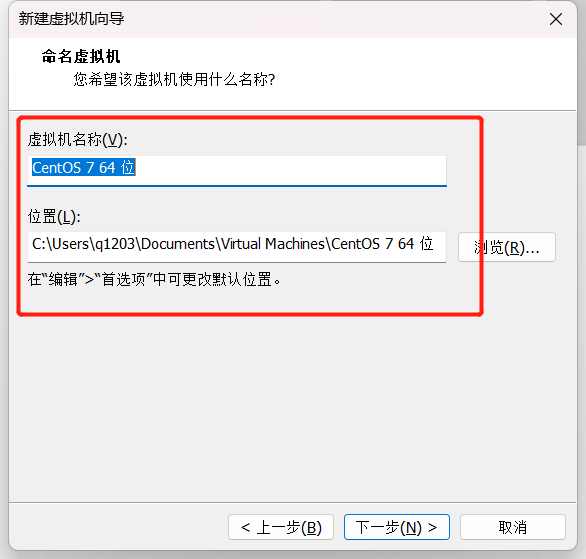 新建虚拟机向导
命名虚拟机
您希望该虚拟机使用什么名称?
虚拟机名称(V):
CentOS 7 64 位
位置(L):
C:\Users\q1203\Documents\Virtual Machines\CentOS 7 64 位
浏览(R)...
在“编辑”>“首选项”中可更改默认位置。
< 上一步(B)
下一步(N) >
取消